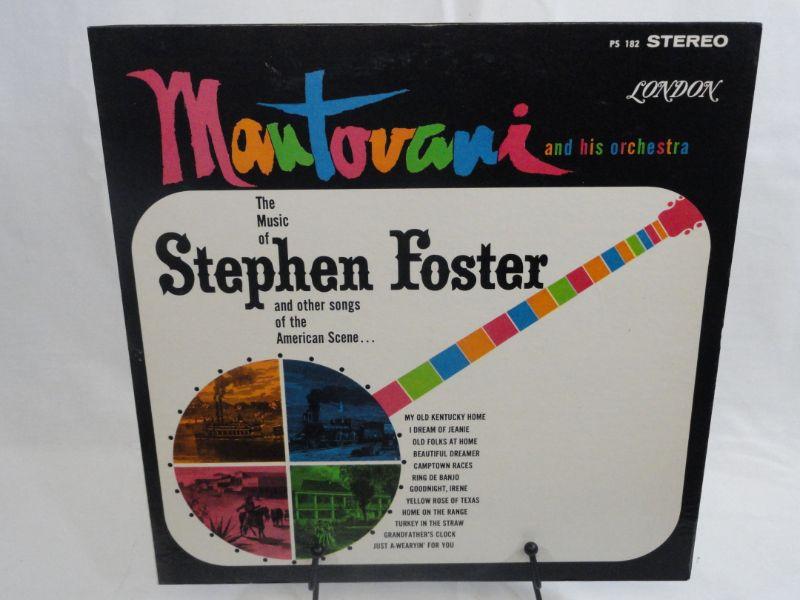 PS 182 STEREO
LONDON
Mantovani
and his orchestra
The
Music
of
Stephen Foster
and other songs
of the
American Scene...
MY OLD KENTUCKY HOME
I DREAM OF JEANIE
OLD FOLKS AT HOME
BEAUTIFUL DREAMER
CAMPTOWN RACES
RING DE BANJO
GOODNIGHT, IRENE
YELLOW ROSE OF TEXAS
HOME ON THE RANGE
TURKEY IN THE STRAW
GRANDFATHER'S CLOCK
JUST A-WEARYIN' FOR YOU